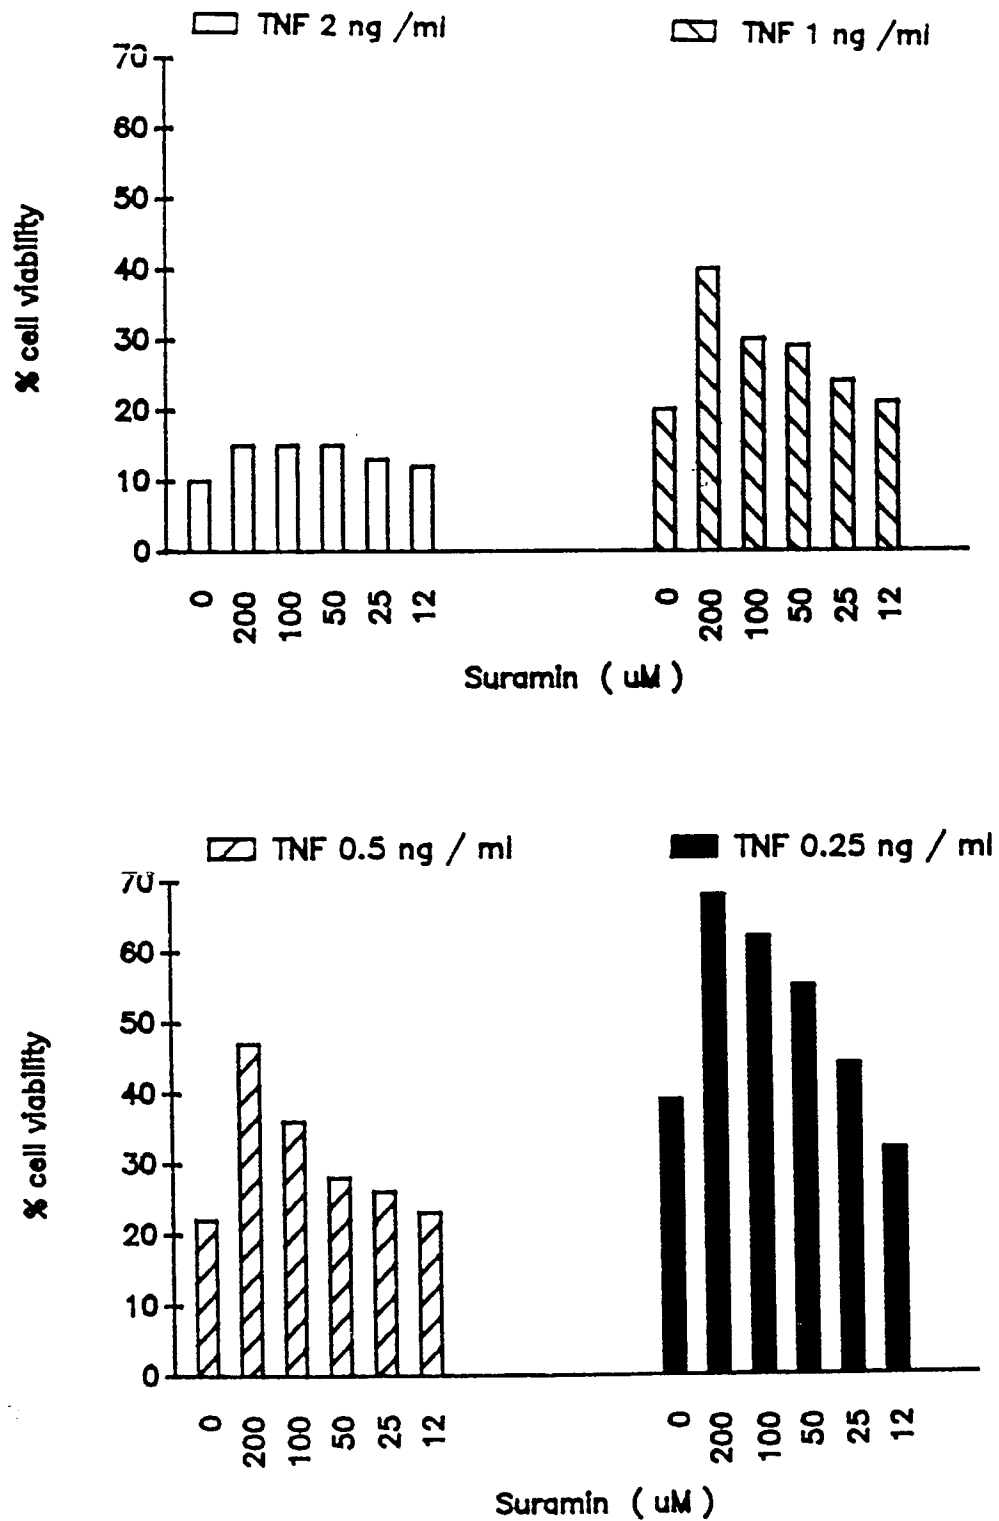 TNF 2 ng /ml
TNF 1 ng /ml
70
60
50
40
30
20
10
0
% cell viability
0 200 100 50 25 12
0 200 100 50 25 12
Suramin ( uM )
TNF 0.5 ng / ml
TNF 0.25 ng / ml
70
60
50
40
30
20
10
0
% cell viability
0 200 100 50 25 12
0 200 100 50 25 12
Suramin ( uM )